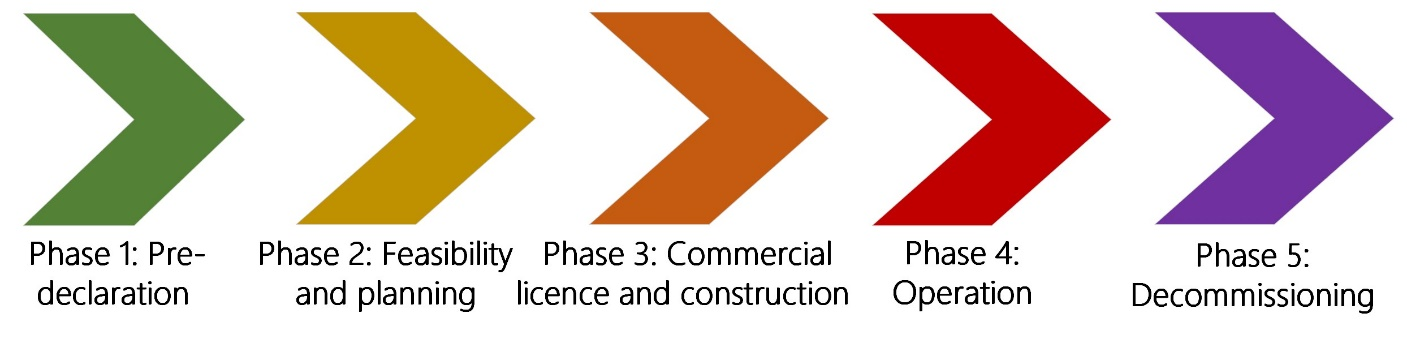 Phase 1: Pre-
declaration
Phase 2: Feasibility
and planning
Phase 3: Commercial
licence and construction
Phase 4:
Operation
Phase 5:
Decommissioning